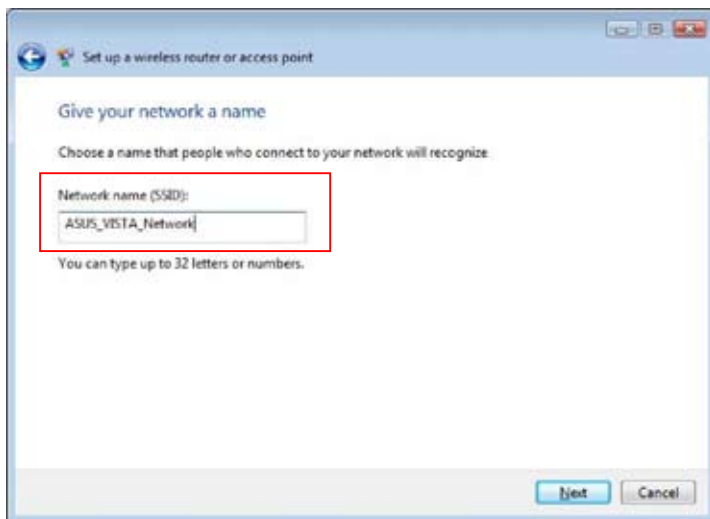 Set up a wireless router or access point
Give your network a name
Choose a name that people who connect to your network will recognize
Network name (SSID):
ASUS_VISTA_Network
You can type up to 32 letters or numbers.
Next Cancel